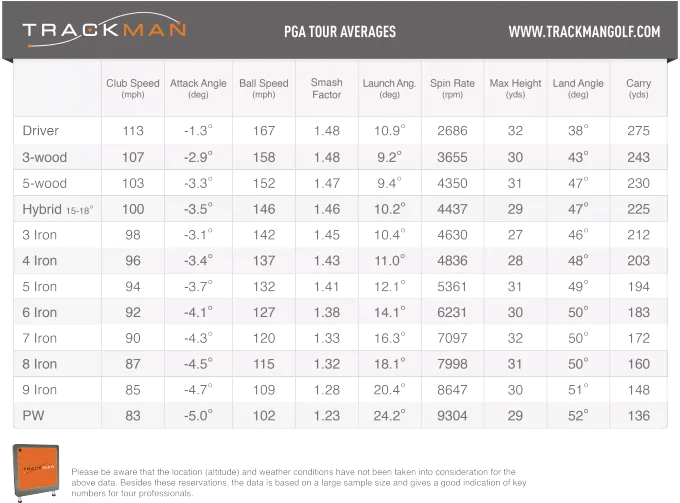 TRACKMAN PGA TOUR AVERAGES WWW.TRACKMANGOLF.COM
Club Speed Attack Angle Ball Speed Smash Launch Ang. Spin Rate Max Height Land Angle Carry
(mph) (deg) (mph) Factor (deg) (rpm) (yds) (deg) (yds)
Driver 113 -1.3° 167 1.48 10.9° 2686 32 38° 275
3-wood 107 -2.9° 158 1.48 9.2° 3655 30 43° 243
5-wood 103 -3.3° 152 1.47 9.4° 4350 31 47° 230
Hybrid 15-18° 100 -3.5° 146 1.46 10.2° 4437 29 47° 225
3 Iron 98 -3.1° 142 1.45 10.4° 4630 27 46° 212
4 Iron 96 -3.4° 137 1.43 11.0° 4836 28 48° 203
5 Iron 94 -3.7° 132 1.41 12.1° 5361 31 49° 194
6 Iron 92 -4.1° 127 1.38 14.1° 6231 30 50° 183
7 Iron 90 -4.3° 120 1.33 16.3° 7097 32 50° 172
8 Iron 87 -4.5° 115 1.32 18.1° 7998 31 50° 160
9 Iron 85 -4.7° 109 1.28 20.4° 8647 30 51° 148
PW 83 -5.0° 102 1.23 24.2° 9304 29 52° 136
TRACKMAN
Please be aware that the location (altitude) and weather conditions have not been taken into consideration for the
above data. Besides these reservations, the data is based on a large sample size and gives a good indication of key
numbers for tour professionals.